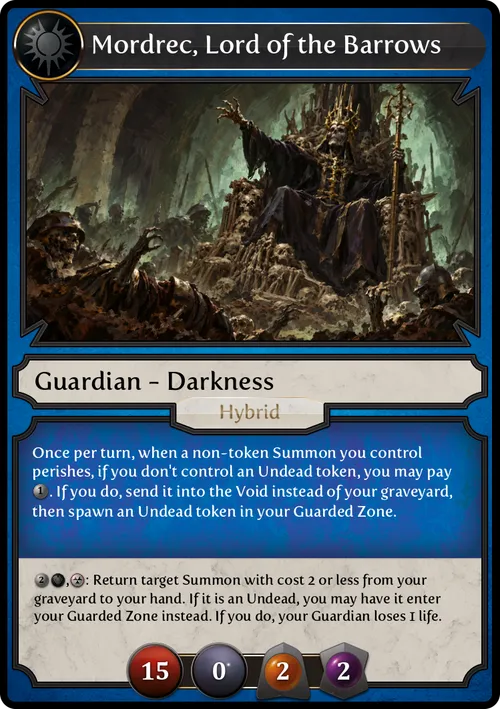 Mordrec, Lord of the Barrows
Guardian - Darkness
Hybrid
Once per turn, when a non-token Summon you control
perishes, if you don't control an Undead token, you may pay
1. If you do, send it into the Void instead of your graveyard,
then spawn an Undead token in your Guarded Zone.
2,: Return target Summon with cost 2 or less from your
graveyard to your hand. If it is an Undead, you may have it enter
your Guarded Zone instead. If you do, your Guardian loses 1 life.
15 0* 2 2